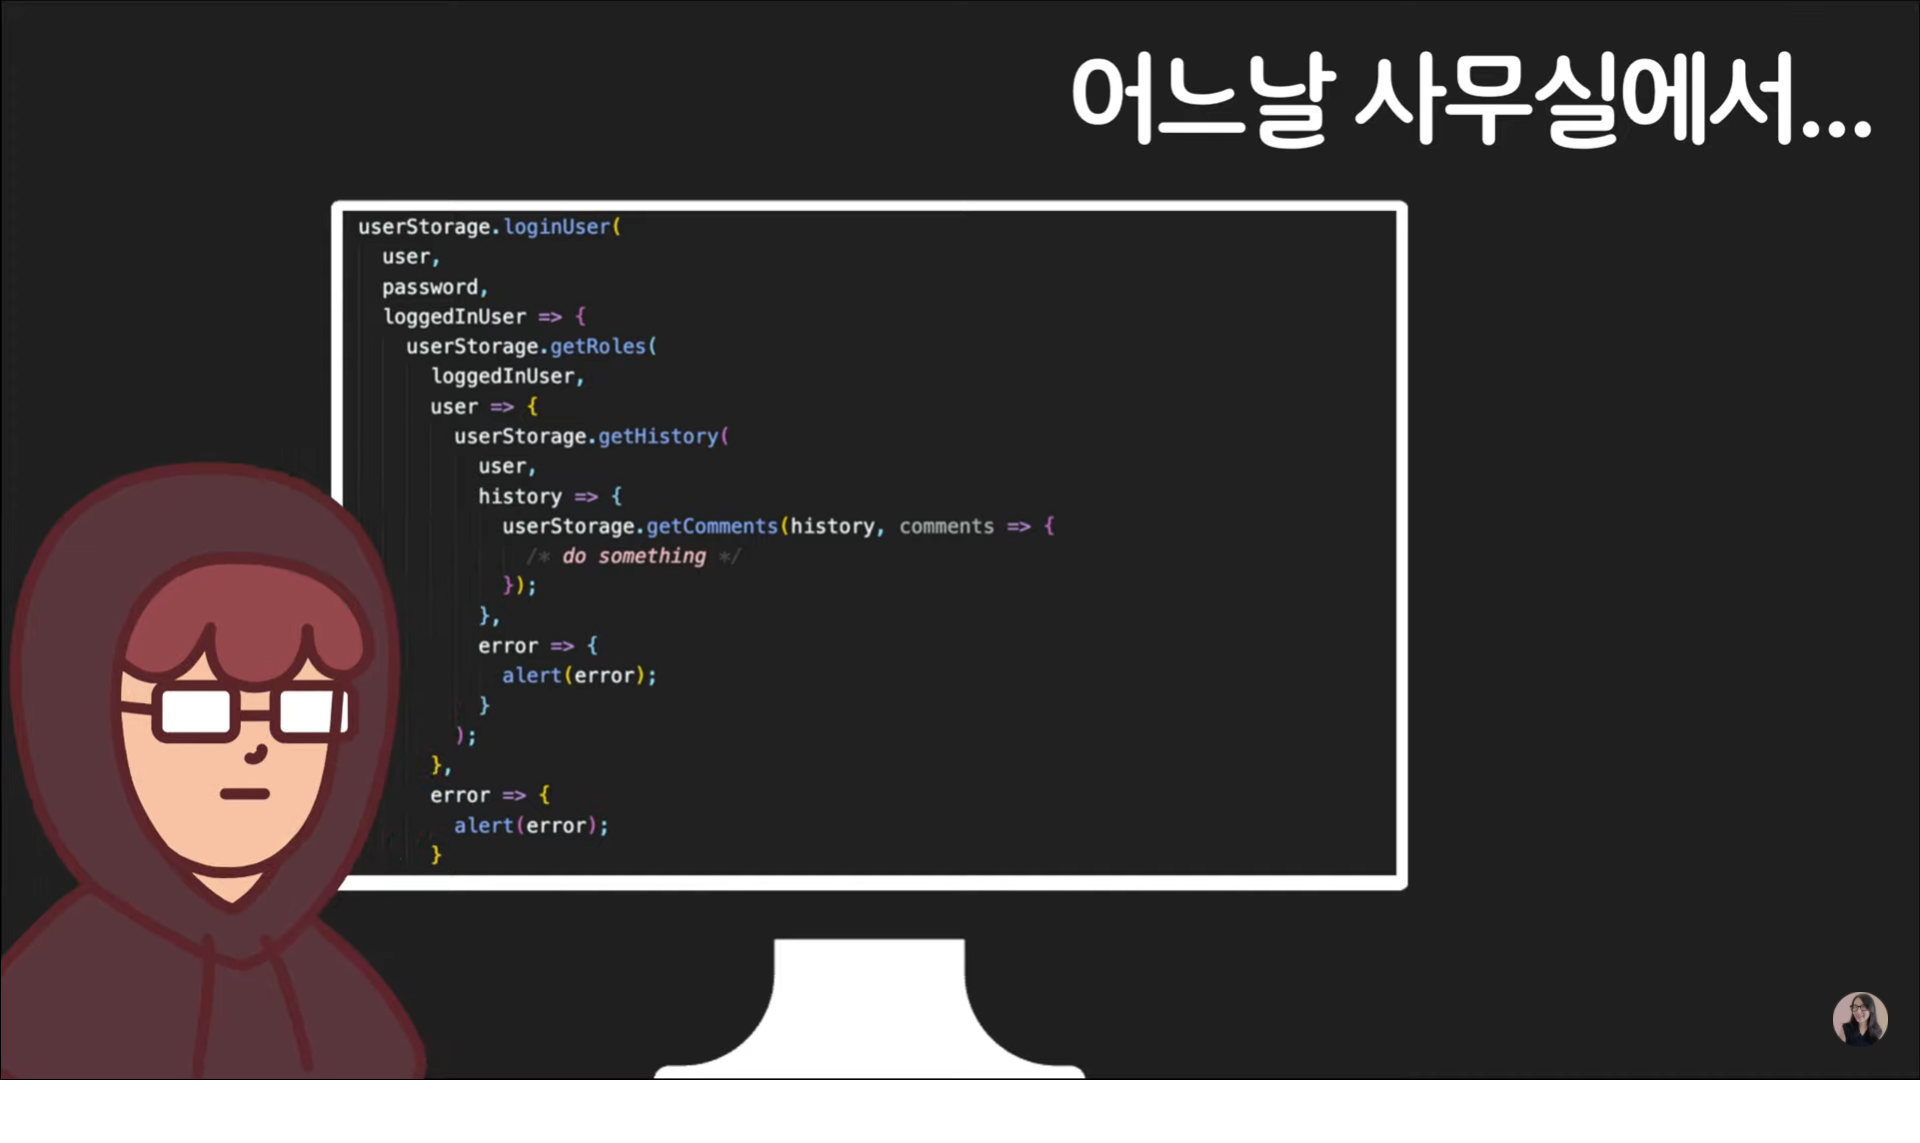 어느날 사무실에서...
userStorage.loginUser(
user,
password,
loggedInUser => {
userStorage.getRoles(
loggedInUser,
user => {
userStorage.getHistory(
user,
history => {
userStorage.getComments(history, comments => {
/* do something */
});
},
error => {
alert(error);
}
);
},
error => {
alert(error);
}